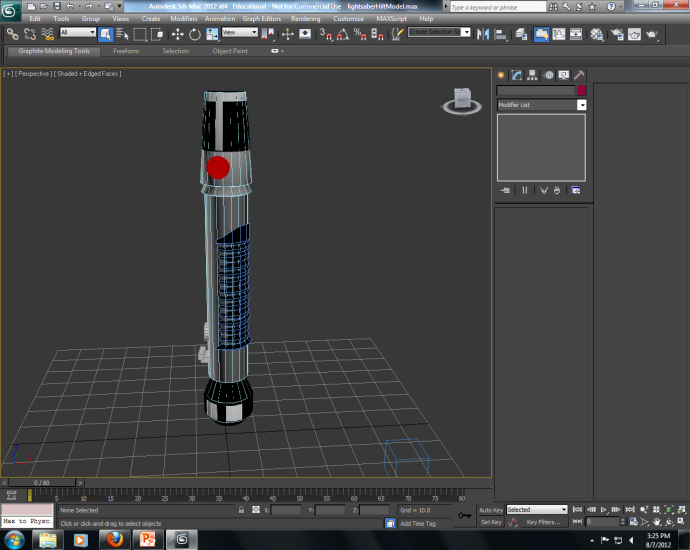 Autodesk 3ds Max 2012 x64 Educational - Not for Commercial Use lightsaberHiltModel.max
Type a keyword or phrase
Edit Tools Group Views Create Modifiers Animation Graph Editors Rendering Customize MAXScript Help
All View 3 Create Selection Se
Graphite Modeling Tools Freeform Selection Object Paint
[ + ] [ Perspective ] [ Shaded + Edged Faces ]
Modifier List
0 / 80
0 5 10 15 20 25 30 35 40 45 50 55 60 65 70 75 80
None Selected X: Y: Z: Grid = 10.0 Auto Key Selected
Max to Physc. Click or click-and-drag to select objects Add Time Tag Set Key Key Filters... 0
3:25 PM
8/7/2012